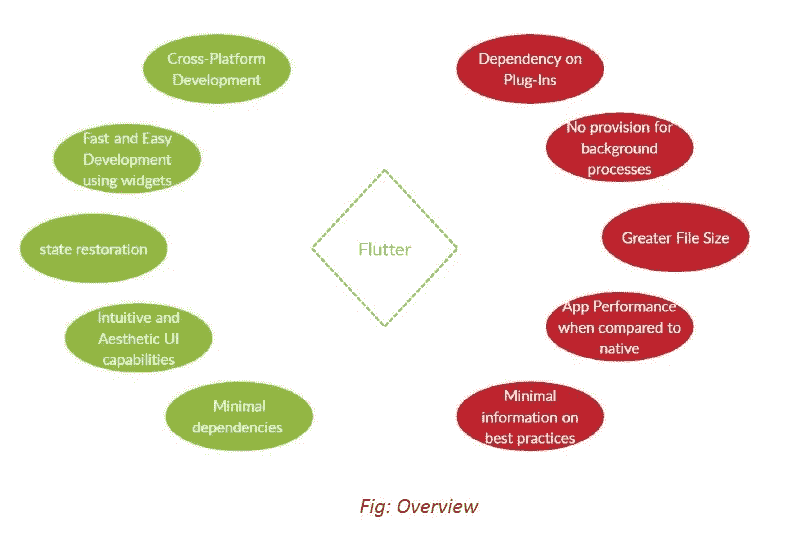 Cross-Platform
Development
Fast and Easy
Development
using widgets
state restoration
Intuitive and
Aesthetic UI
capabilities
Minimal
dependencies
Flutter
Dependency on
Plug-Ins
No provision for
background
processes
Greater File Size
App Performance
when compared to
native
Minimal
information on
best practices
Fig: Overview